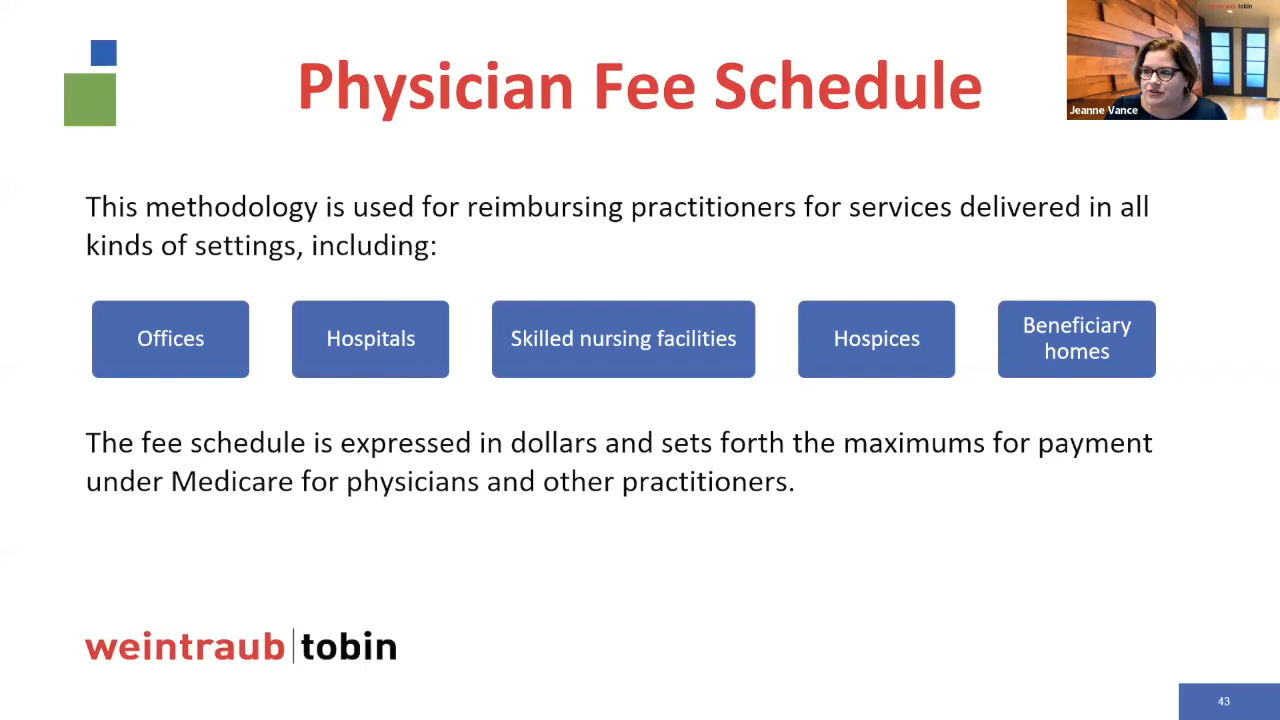 weintraub tobin
Physician Fee Schedule
Jeanne Vance
This methodology is used for reimbursing practitioners for services delivered in all
kinds of settings, including:
Offices
Hospitals
Skilled nursing facilities
Hospices
Beneficiary
homes
The fee schedule is expressed in dollars and sets forth the maximums for payment
under Medicare for physicians and other practitioners.
weintraub tobin
43